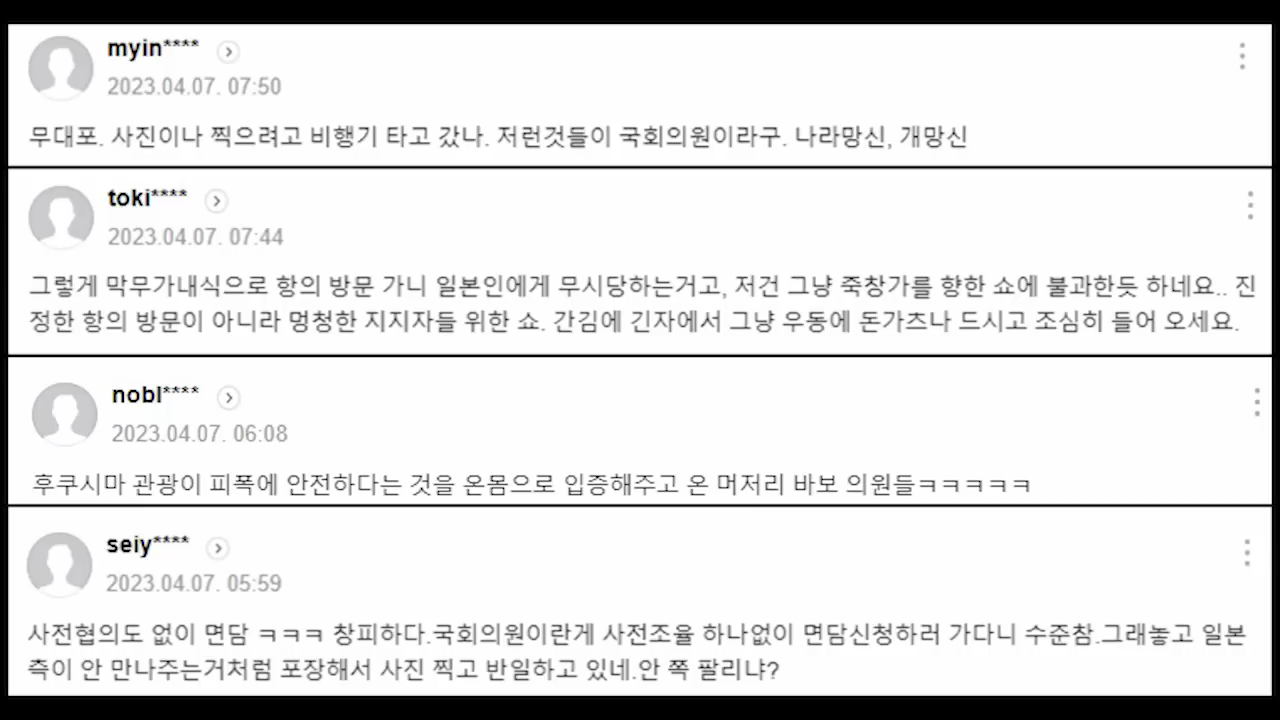 myin****
2023.04.07. 07:50
무대포. 사진이나 찍으려고 비행기 타고 갔나. 저런것들이 국회의원이라구. 나라망신, 개망신
toki****
2023.04.07. 07:44
그렇게 막무가내식으로 항의 방문 가니 일본인에게 무시당하는거고, 저건 그냥 죽창가를 향한 쇼에 불과한듯 하네요.. 진
정한 항의 방문이 아니라 멍청한 지지자들 위한 쇼. 간김에 긴자에서 그냥 우동에 돈가츠나 드시고 조심히 들어 오세요.
nobl****
2023.04.07. 06:08
후쿠시마 관광이 피폭에 안전하다는 것을 온몸으로 입증해주고 온 머저리 바보 의원들ㅋㅋㅋㅋㅋ
seiy****
2023.04.07. 05:59
사전협의도 없이 면담 ㅋㅋㅋ 창피하다.국회의원이란게 사전조율 하나없이 면담신청하러 가다니 수준참.그래놓고 일본
측이 안 만나주는거처럼 포장해서 사진 찍고 반일하고 있네.안 쪽 팔리냐?